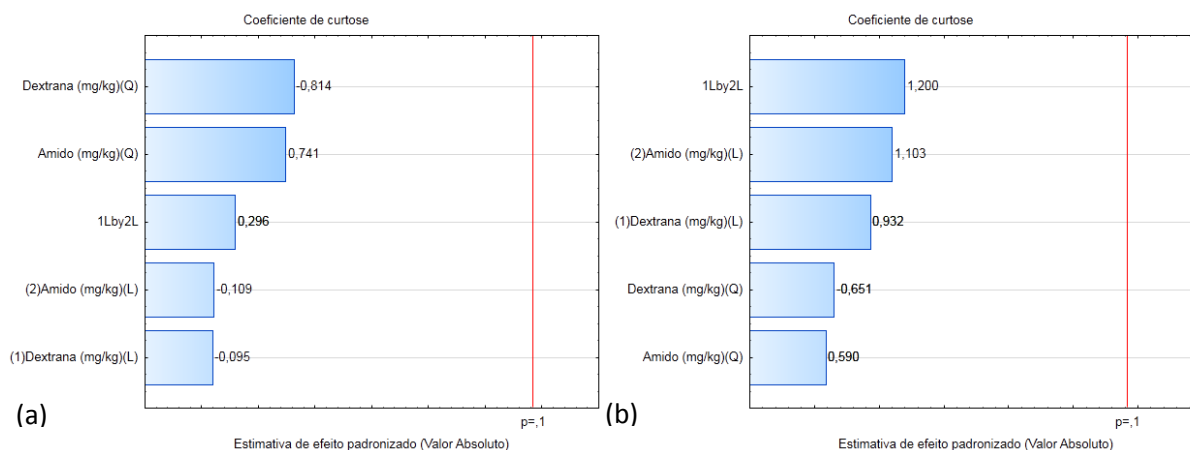 Coeficiente de curtose
Dextrana (mg/kg)(Q)
-0,814
Amido (mg/kg)(Q)
0,741
1Lby2L
0,296
(2)Amido (mg/kg)(L)
-0,109
(1)Dextrana (mg/kg)(L)
-0,095
p=,1
Estimativa de efeito padronizado (Valor Absoluto)
(a)
Coeficiente de curtose
1Lby2L
1,200
(2)Amido (mg/kg)(L)
1,103
(1)Dextrana (mg/kg)(L)
0,932
Dextrana (mg/kg)(Q)
-0,651
Amido (mg/kg)(Q)
0,590
p=,1
Estimativa de efeito padronizado (Valor Absoluto)
(b)